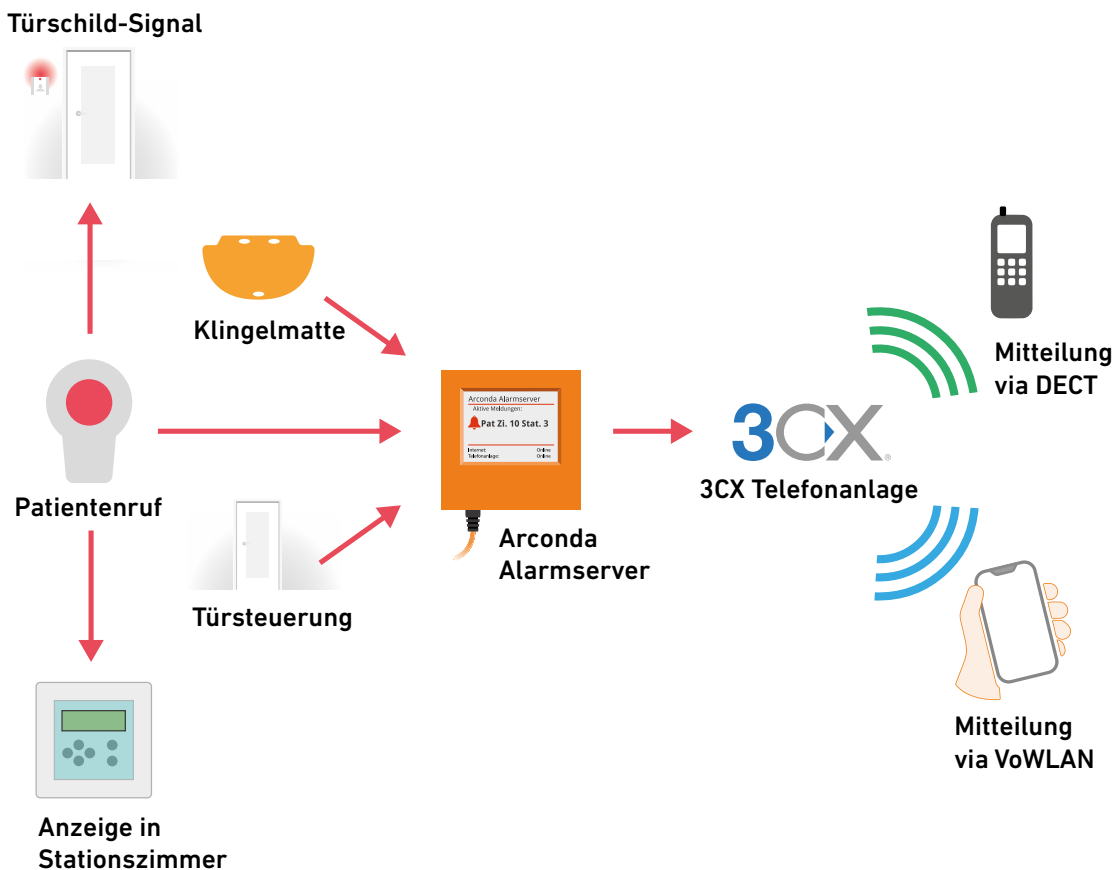 Türschild-Signal
Klingelmatte
Patientenruf
Türsteuerung
Anzeige in
Stationszimmer
Arconda Alarmserver
Aktive Meldungen:
Pat Zi. 10 Stat. 3
Internet: Online
Telefonanlage: Online
Arconda
Alarmserver
3CX®
3CX Telefonanlage
Mitteilung
via DECT
Mitteilung
via VoWLAN